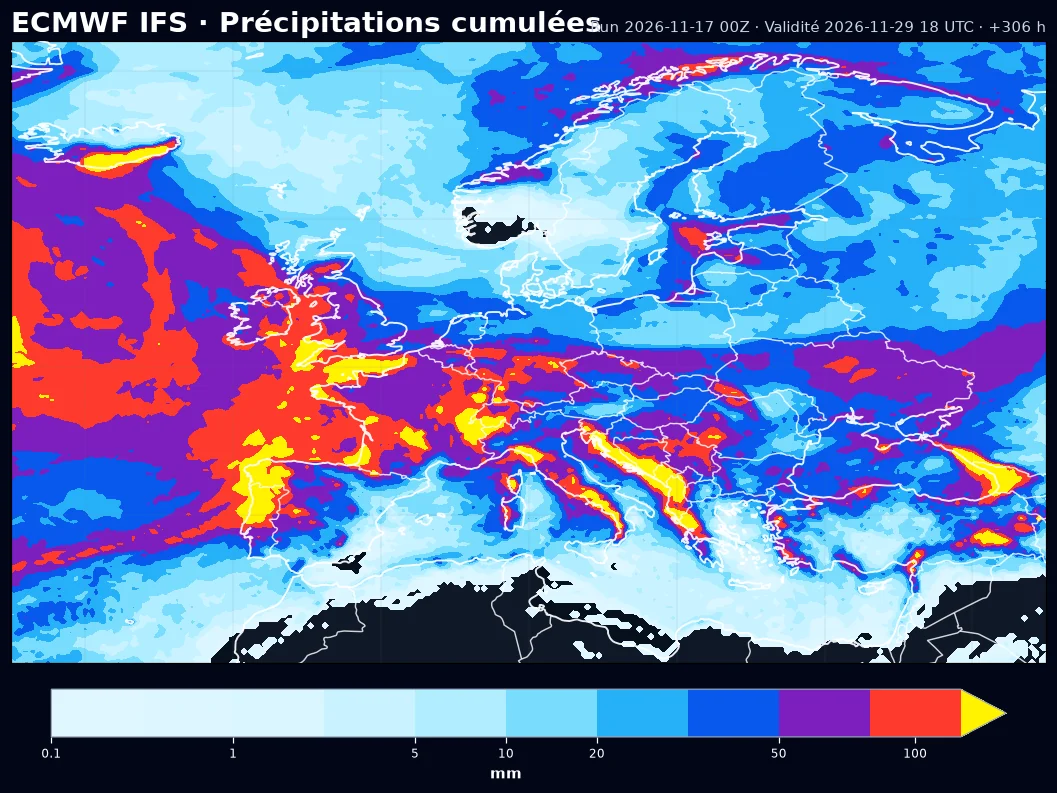 ECMWF IFS · Précipitations cumulées
Run 2026-11-17 00Z · Validité 2026-11-29 18 UTC · +306 h
0.1 1 5 10 20 50 100
mm